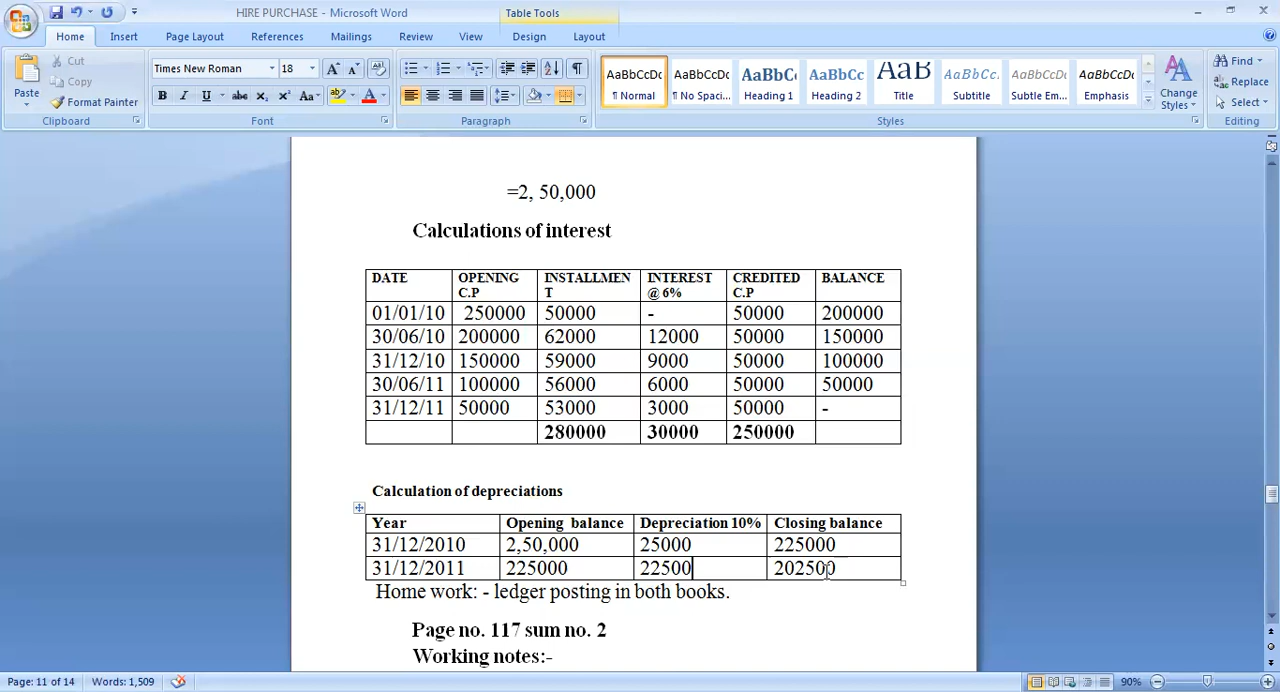 HIRE PURCHASE - Microsoft Word
Table Tools
Home Insert Page Layout References Mailings Review View Design Layout
Paste
Cut
Copy
Format Painter
Clipboard
Times New Roman 18
Font
Paragraph
AaBbCcDc AaBbCcDc AaBbCc AaBbCc AaB AaBbCc. AaBbCcDc AaBbCcDc
¶ Normal ¶ No Spaci... Heading 1 Heading 2 Title Subtitle Subtle Em... Emphasis
Change Styles
Styles
Find
Replace
Select
Editing
=2, 50,000
Calculations of interest
DATE OPENING INSTALLMEN INTEREST CREDITED BALANCE
C.P T @ 6% C.P
01/01/10 250000 50000 - 50000 200000
30/06/10 200000 62000 12000 50000 150000
31/12/10 150000 59000 9000 50000 100000
30/06/11 100000 56000 6000 50000 50000
31/12/11 50000 53000 3000 50000 -
280000 30000 250000
Calculation of depreciations
Year Opening balance Depreciation 10% Closing balance
31/12/2010 2,50,000 25000 225000
31/12/2011 225000 22500 202500
Home work: - ledger posting in both books.
Page no. 117 sum no. 2
Working notes:-
Page: 11 of 14 Words: 1,509 90%